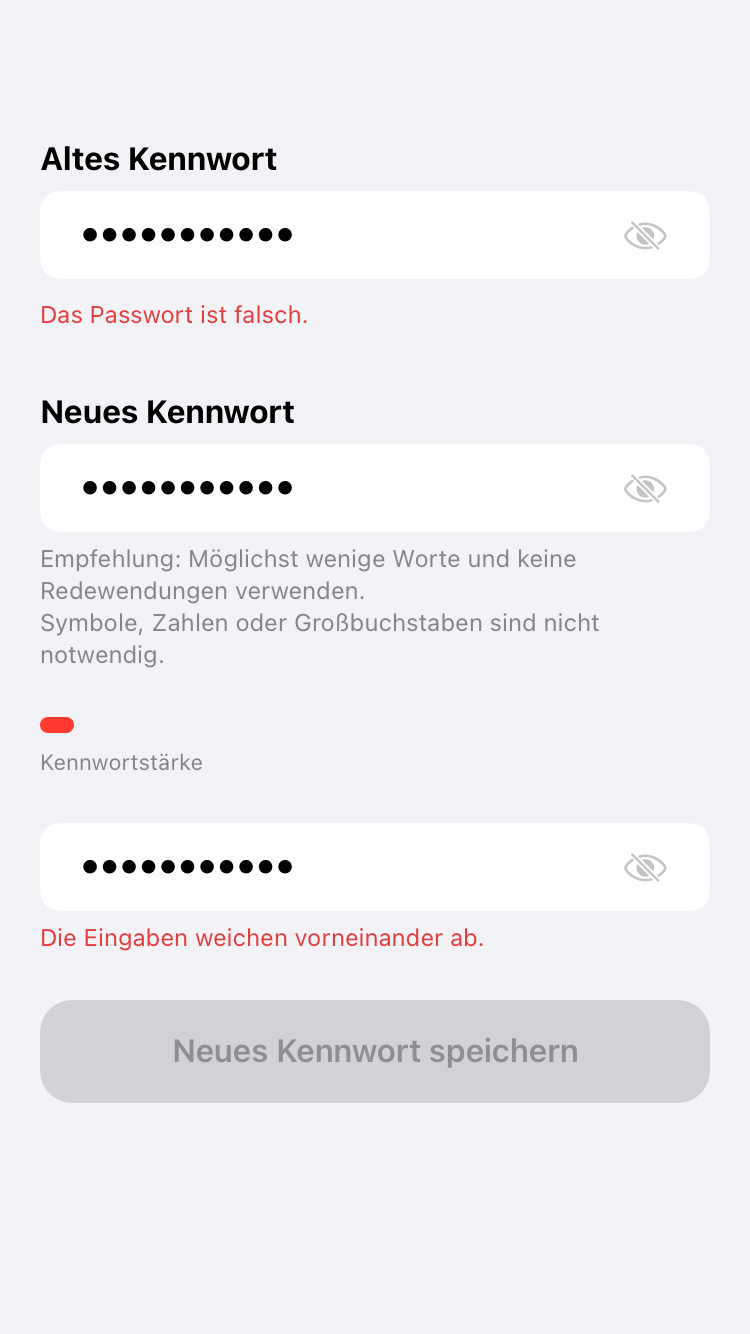 Altes Kennwort
•••••••••••
Das Passwort ist falsch.
Neues Kennwort
•••••••••••
Empfehlung: Möglichst wenige Worte und keine
Redewendungen verwenden.
Symbole, Zahlen oder Großbuchstaben sind nicht
notwendig.
Kennwortstärke
•••••••••••
Die Eingaben weichen vorneinander ab.
Neues Kennwort speichern